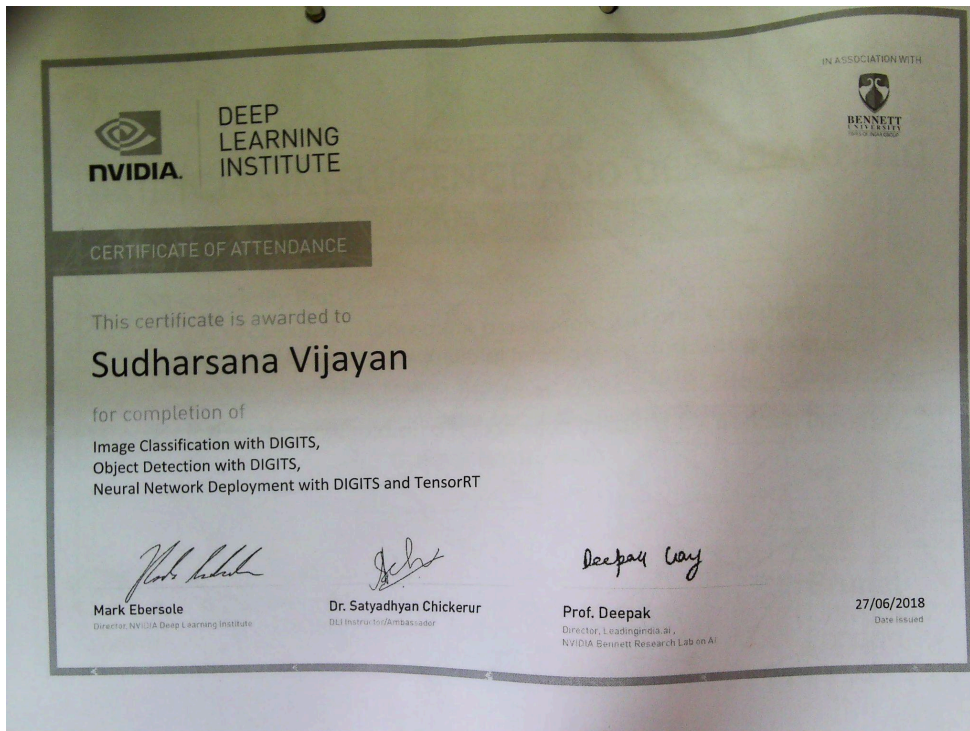 IN ASSOCIATION WITH
BENNETT
UNIVERSITY
NVIDIA.
DEEP
LEARNING
INSTITUTE
CERTIFICATE OF ATTENDANCE
This certificate is awarded to
Sudharsana Vijayan
for completion of
Image Classification with DIGITS,
Object Detection with DIGITS,
Neural Network Deployment with DIGITS and TensorRT
Deepak
Mark Ebersole
Director, NVIDIA Deep Learning Institute
Dr. Satyadhyan Chickerur
DLI Instructor/Ambassador
Prof. Deepak
Director, Leadingindia.ai,
NVIDIA Bennett Research Lab on AI
27/06/2018
Date issued